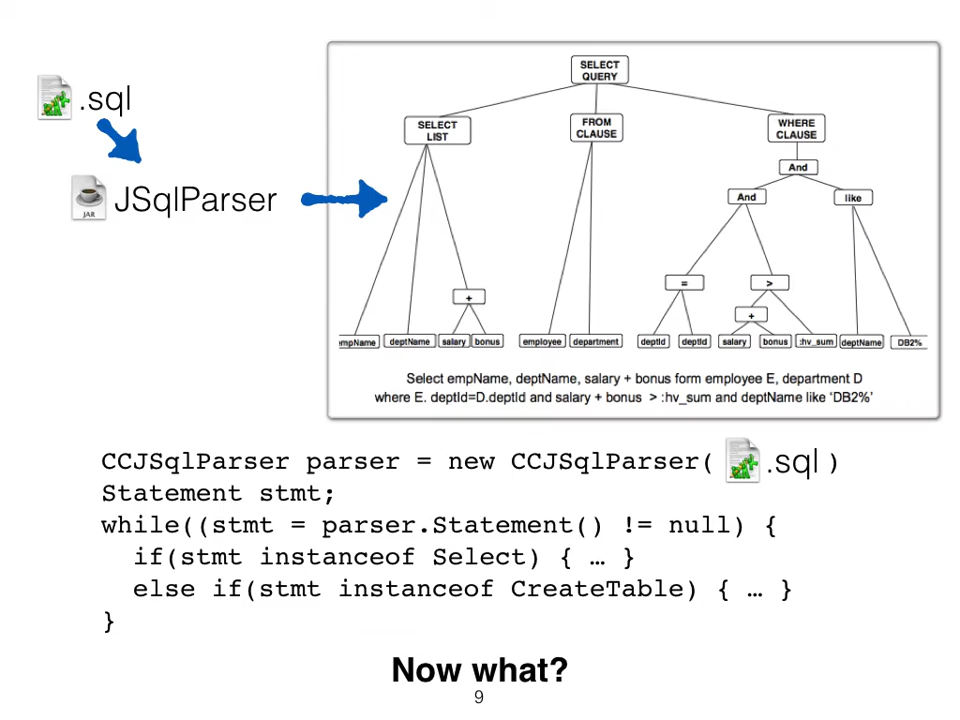 .sql
JAR
JSqlParser
SELECT
QUERY
SELECT
LIST
FROM
CLAUSE
WHERE
CLAUSE
And
And
like
=
>
+
+
mpName
deptName
salary
bonus
employee
department
deptId
deptId
salary
bonus
:hv_sum
deptName
DB2%
Select empName, deptName, salary + bonus form employee E, department D
where E. deptId=D.deptId and salary + bonus > :hv_sum and deptName like ‘DB2%’
CCJSqlParser parser = new CCJSqlParser( .sql )
Statement stmt;
while((stmt = parser.Statement() != null) {
if(stmt instanceof Select) { … }
else if(stmt instanceof CreateTable) { … }
}
Now what?
9